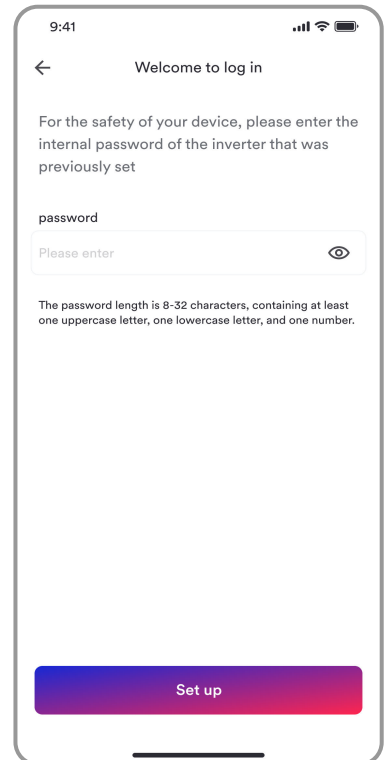 9:41
Welcome to log in
For the safety of your device, please enter the
internal password of the inverter that was
previously set
password
Please enter
The password length is 8-32 characters, containing at least
one uppercase letter, one lowercase letter, and one number.
Set up